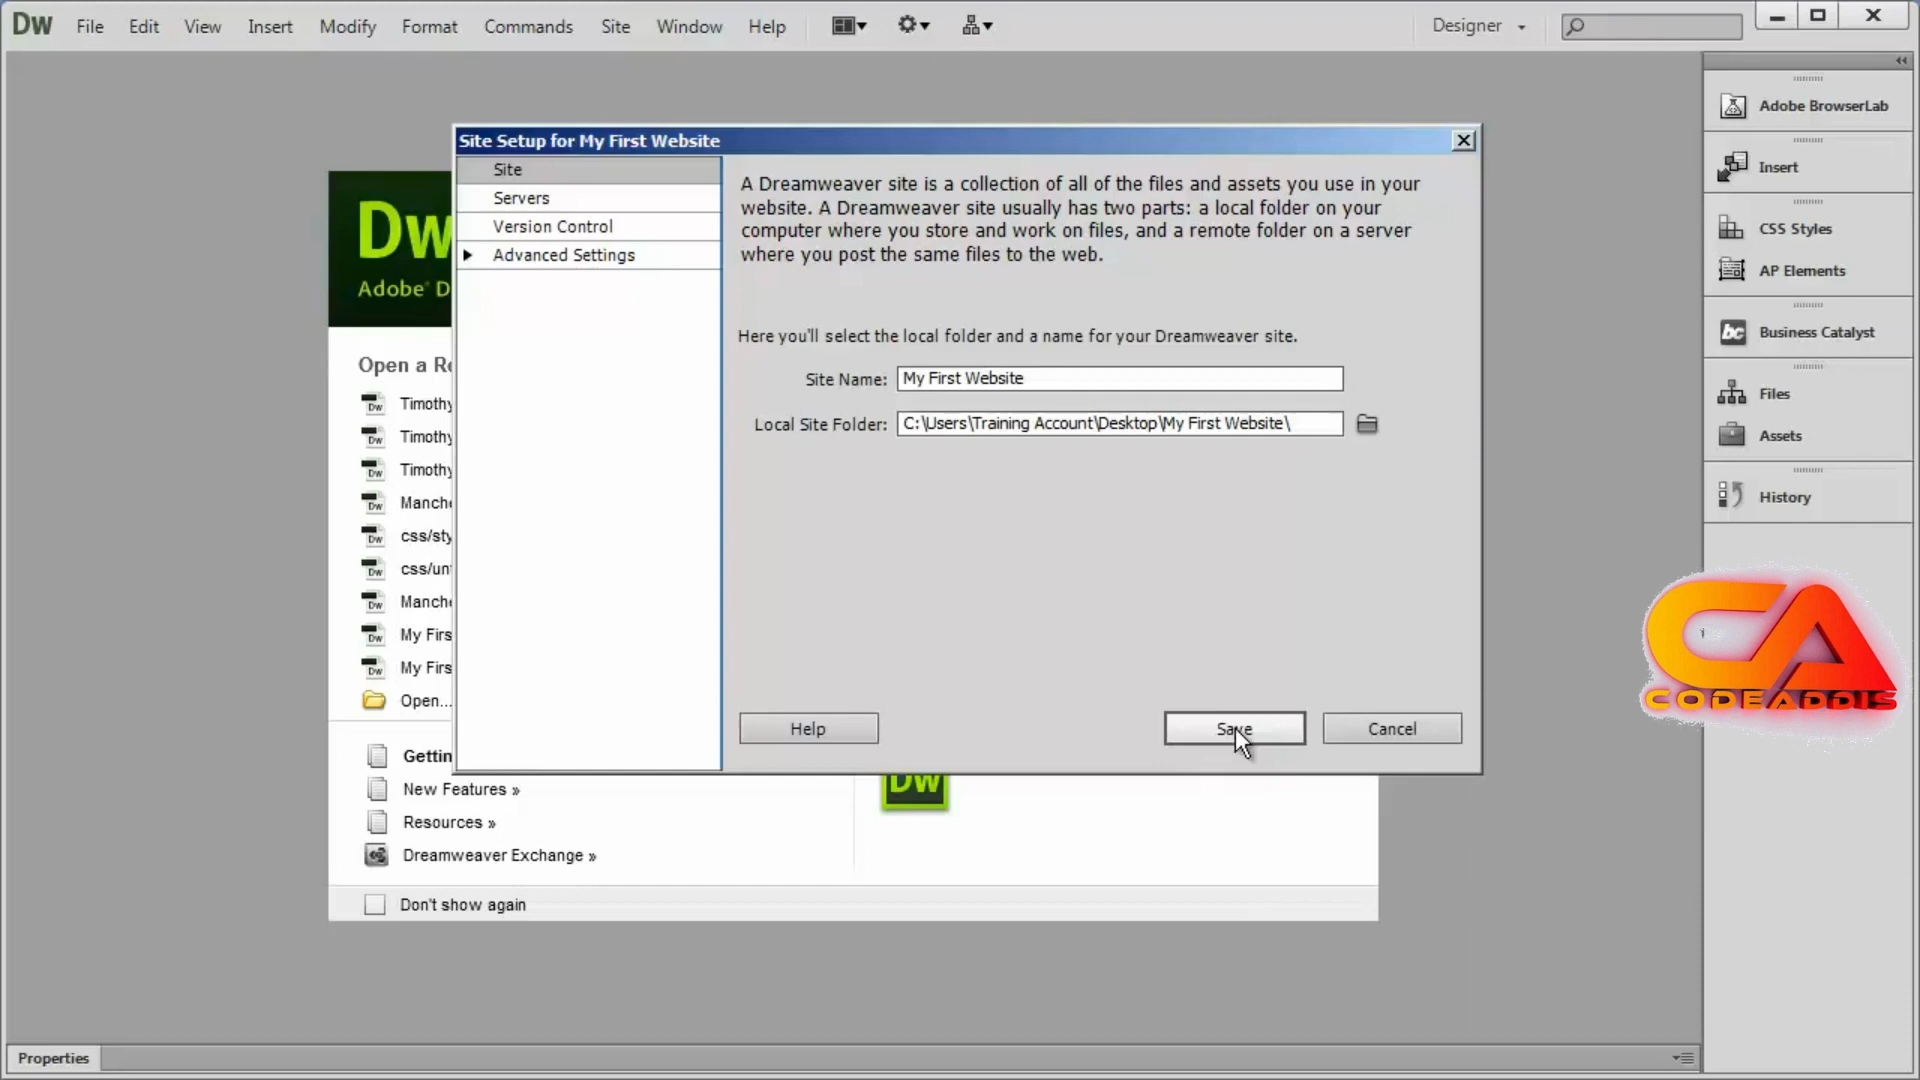 DW File Edit View Insert Modify Format Commands Site Window Help Designer
Site Setup for My First Website
Site
Servers
Version Control
Advanced Settings
A Dreamweaver site is a collection of all of the files and assets you use in your
website. A Dreamweaver site usually has two parts: a local folder on your
computer where you store and work on files, and a remote folder on a server
where you post the same files to the web.
Here you'll select the local folder and a name for your Dreamweaver site.
Site Name: My First Website
Local Site Folder: C:\Users\Training Account\Desktop\My First Website\
Help Save Cancel
Dw
Adobe® D
Open a Re
Timothy
Timothy
Timothy
Manche
css/sty
css/un
Manche
My Firs
My Firs
Open...
Gettin
New Features »
Resources »
Dreamweaver Exchange »
Dw
Don't show again
Adobe BrowserLab
Insert
CSS Styles
AP Elements
bc Business Catalyst
Files
Assets
History
CA
CODEADDIS
Properties